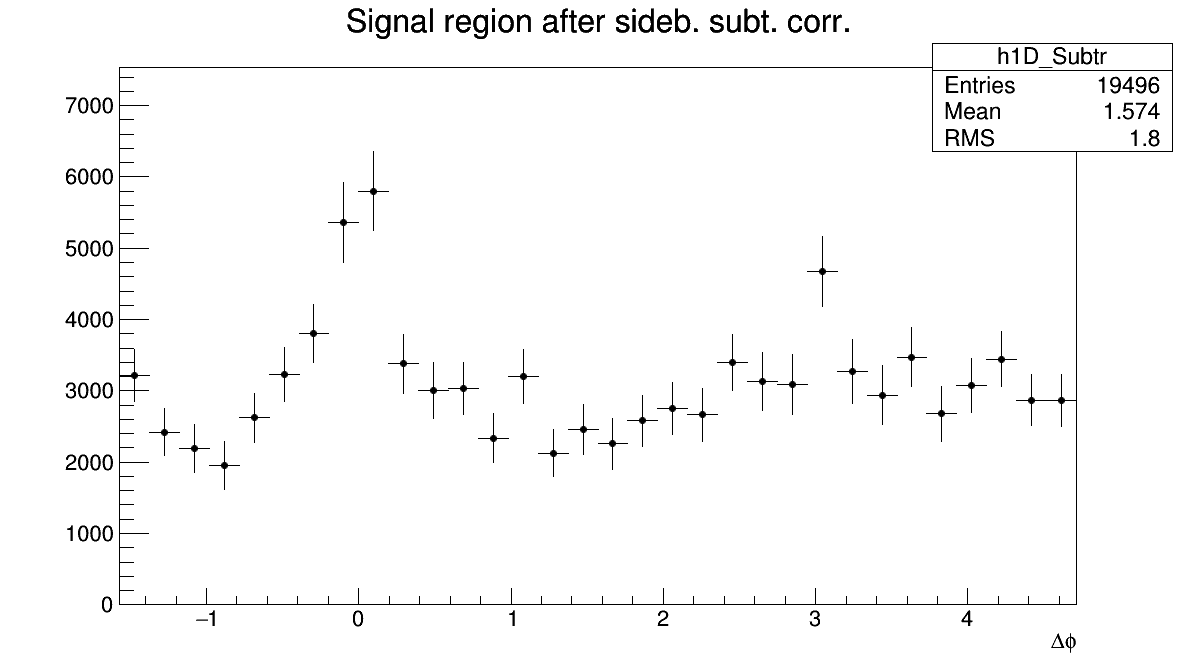 Signal region after sideb. subt. corr.
h1D_Subtr
Entries 19496
Mean 1.574
RMS 1.8
7000
6000
5000
4000
3000
2000
1000
0
−1 0 1 2 3 4
Δϕ